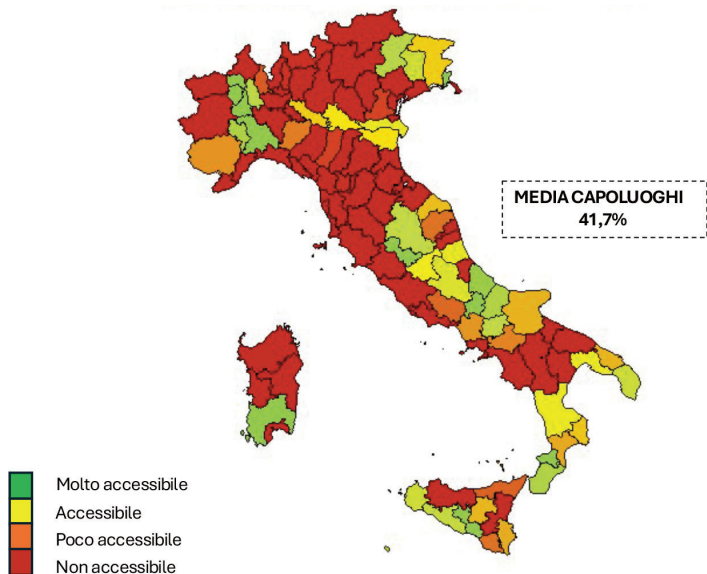 MEDIA CAPOLUOGHI
41,7%
Molto accessibile
Accessibile
Poco accessibile
Non accessibile